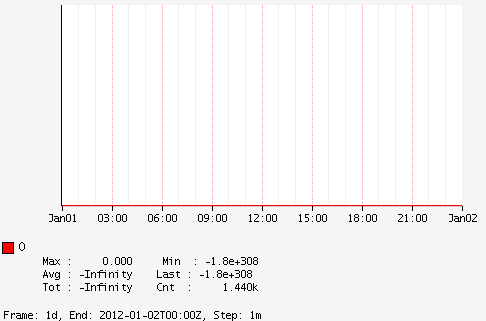 Jan01 03:00 06:00 09:00 12:00 15:00 18:00 21:00 Jan02
0
Max : 0.000 Min : -1.8e+308
Avg : -Infinity Last : -1.8e+308
Tot : -Infinity Cnt : 1.440k
Frame: 1d, End: 2012-01-02T00:00Z, Step: 1m